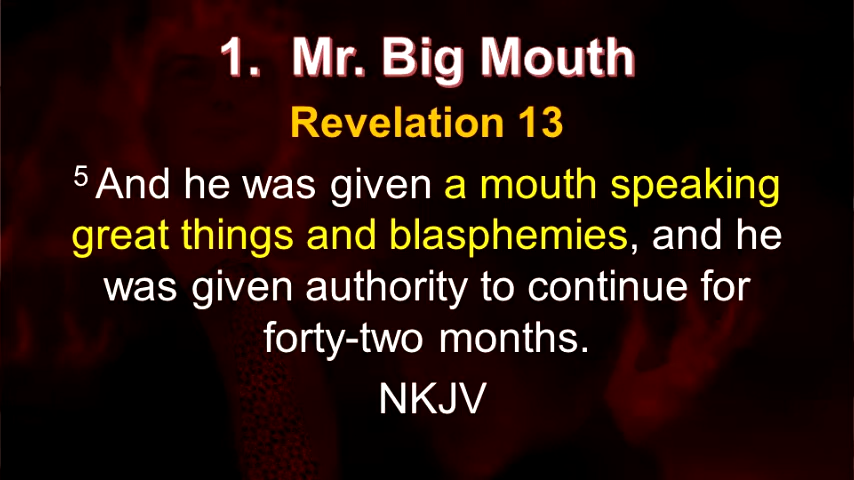 1. Mr. Big Mouth
Revelation 13
5 And he was given a mouth speaking
great things and blasphemies, and he
was given authority to continue for
forty-two months.
NKJV